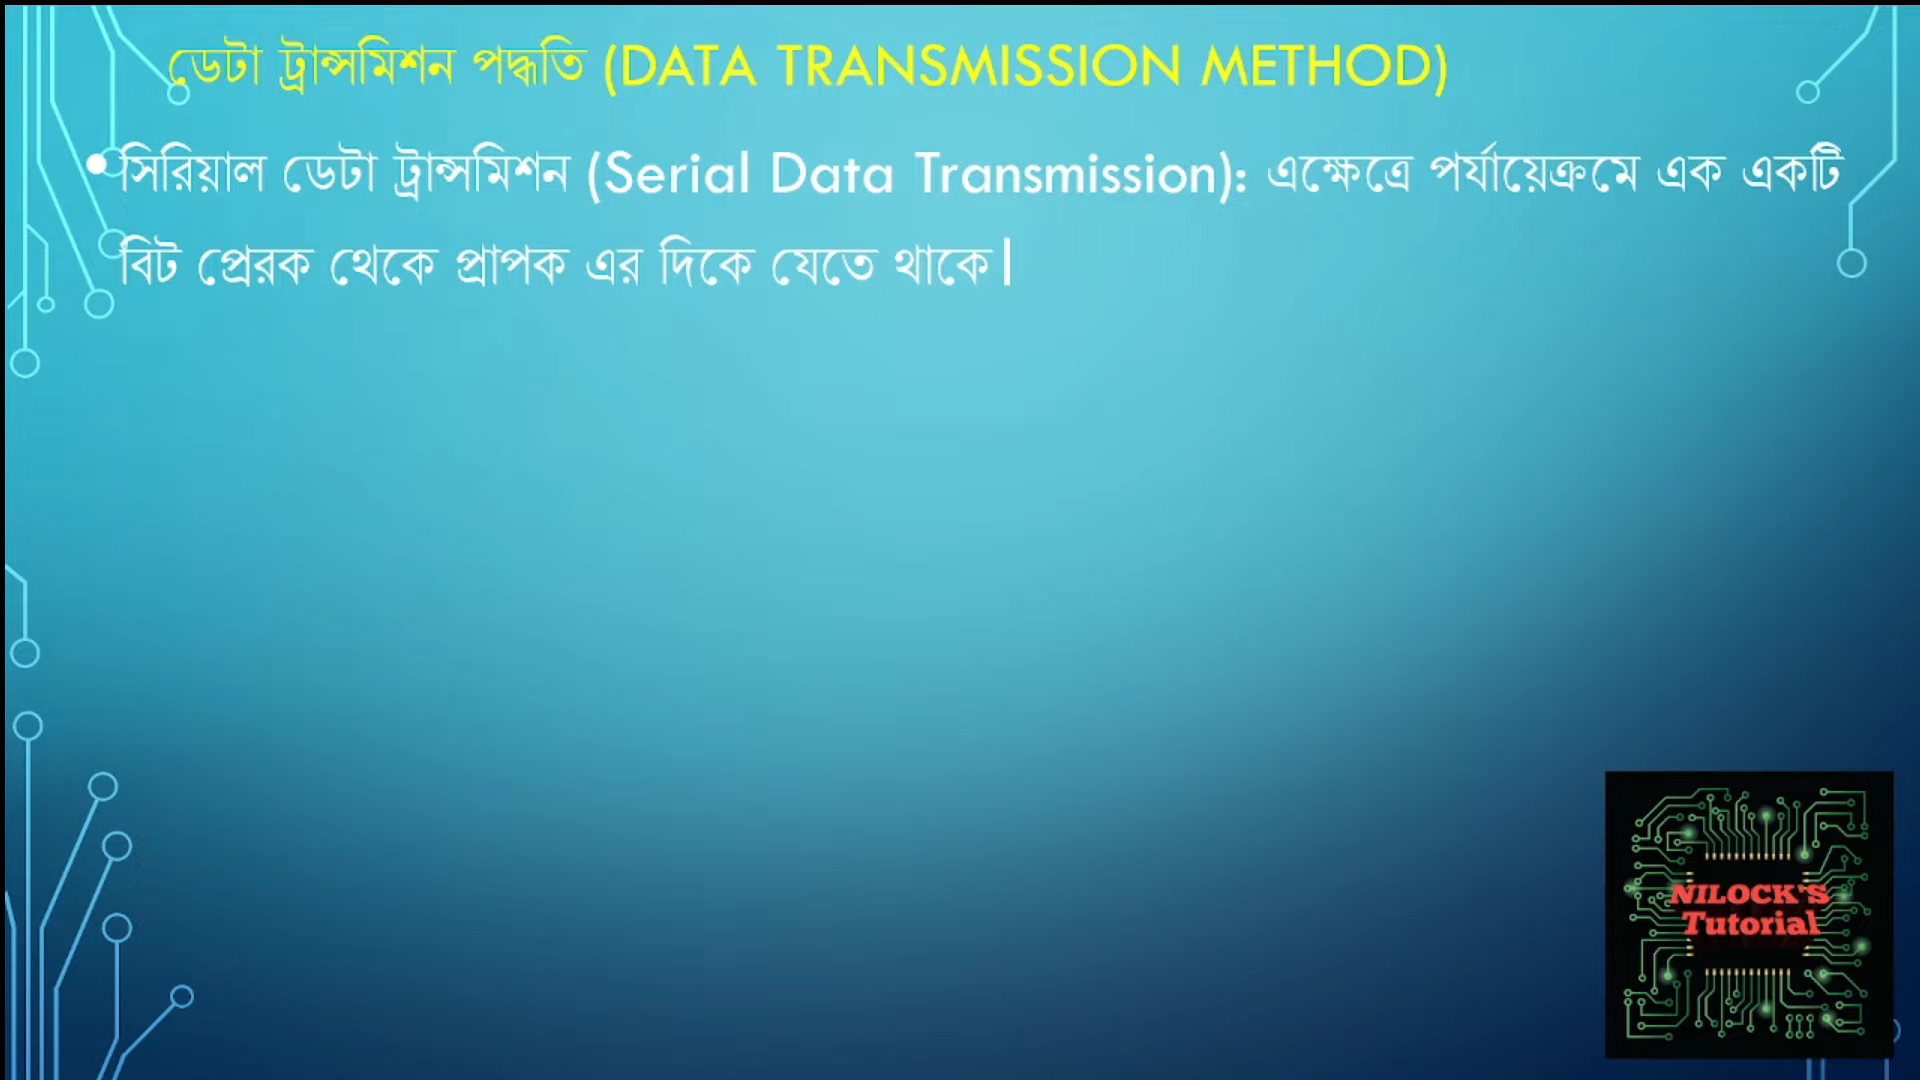 ডেটা ট্রান্সমিশন পদ্ধতি (DATA TRANSMISSION METHOD)
• সিরিয়াল ডেটা ট্রান্সমিশন (Serial Data Transmission): এক্ষেত্রে পর্যায়েক্রমে এক একটি
বিট প্রেরক থেকে প্রাপক এর দিকে যেতে থাকে|
NILOCK'S
Tutorial